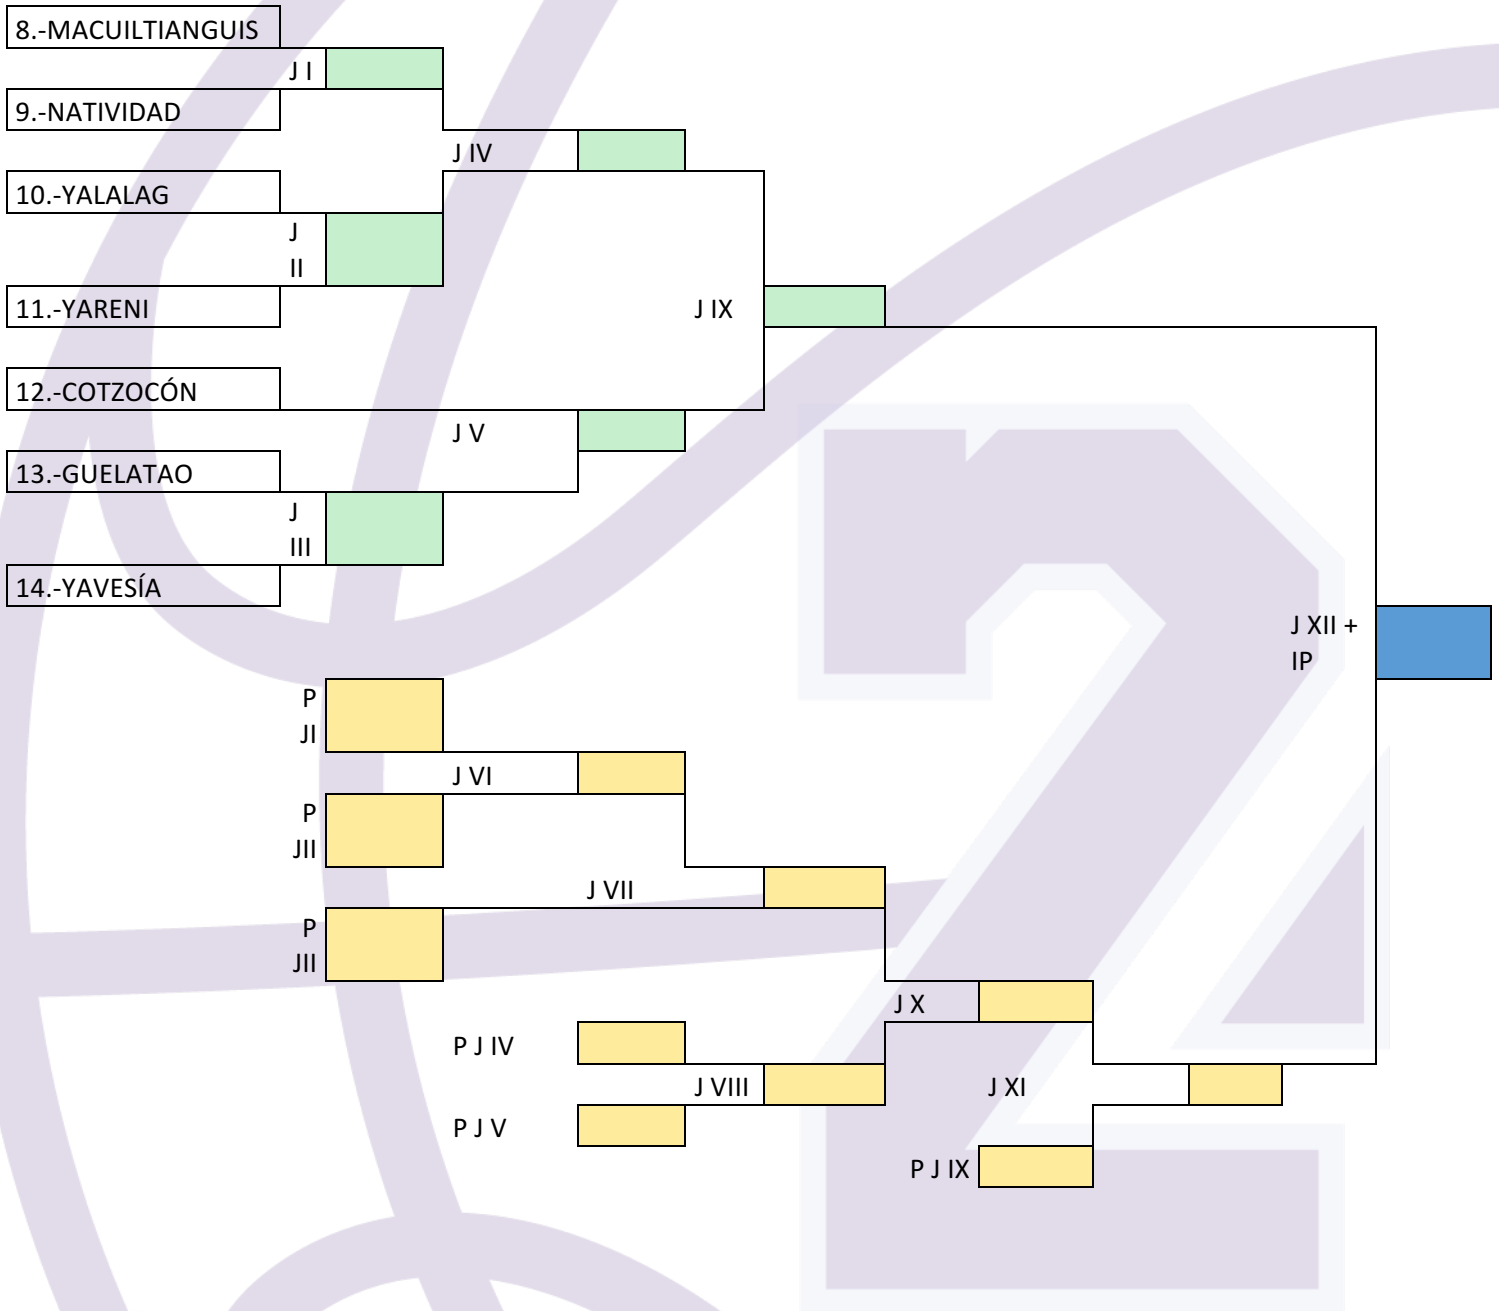 8.-MACUILTIANGUIS
J I
9.-NATIVIDAD
J IV
10.-YALALAG
J
II
11.-YARENI
J IX
12.-COTZOCÓN
J V
13.-GUELATAO
J
III
14.-YAVESÍA
J XII +
IP
P
JI
J VI
P
JII
J VII
P
JII
J X
P J IV
J VIII
J XI
P J V
P J IX
2